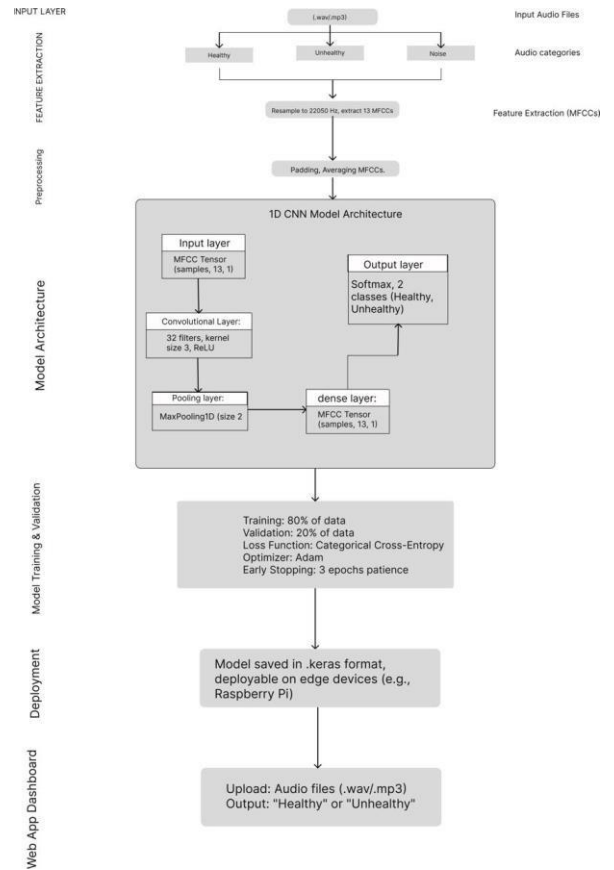 INPUT LAYER
(.wav/.mp3)
Input Audio Files
Healthy
Unhealthy
Noise
Audio categories
FEATURE EXTRACTION
Resample to 22050 Hz, extract 13 MFCCs
Feature Extraction (MFCCs)
Preprocessing
Padding, Averaging MFCCs.
Model Architecture
1D CNN Model Architecture
Input layer
MFCC Tensor
(samples, 13, 1)
Convolutional Layer:
32 filters, kernel
size 3, ReLU
Pooling layer:
MaxPooling1D (size 2
dense layer:
MFCC Tensor
(samples, 13, 1)
Output layer
Softmax, 2
classes (Healthy,
Unhealthy)
Model Training & Validation
Training: 80% of data
Validation: 20% of data
Loss Function: Categorical Cross-Entropy
Optimizer: Adam
Early Stopping: 3 epochs patience
Deployment
Model saved in .keras format,
deployable on edge devices (e.g.,
Raspberry Pi)
Web App Dashboard
Upload: Audio files (.wav/.mp3)
Output: "Healthy" or "Unhealthy"